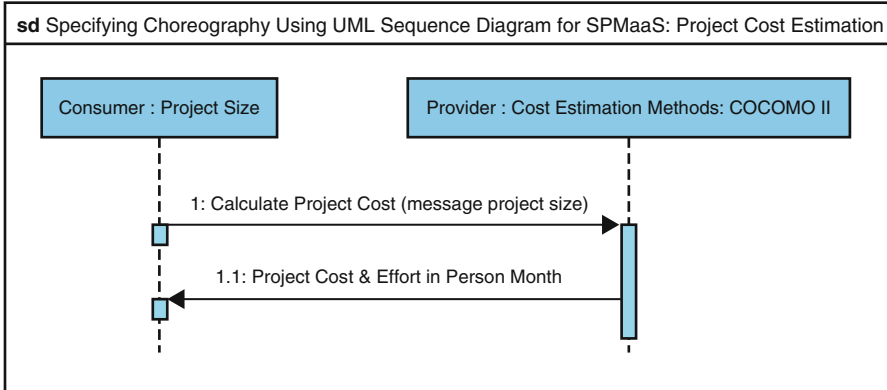 sd Specifying Choreography Using UML Sequence Diagram for SPMaaS: Project Cost Estimation
Consumer : Project Size
Provider : Cost Estimation Methods: COCOMO II
1: Calculate Project Cost (message project size)
1.1: Project Cost & Effort in Person Month